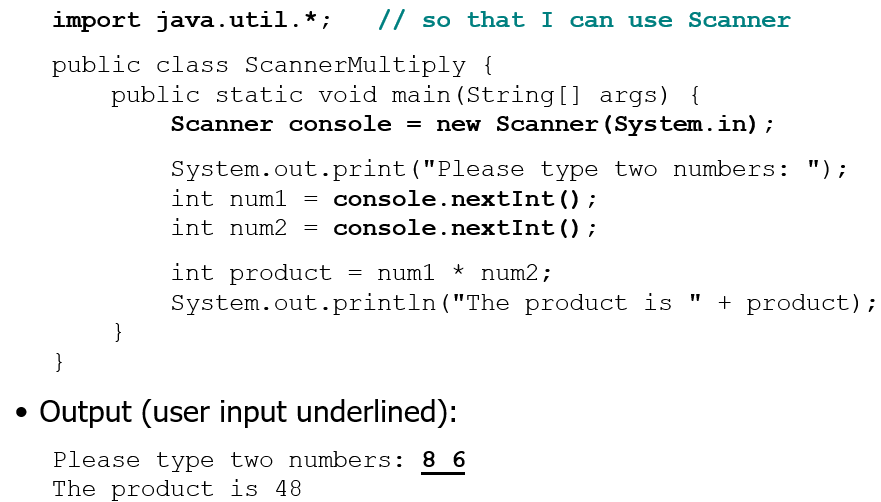 import java.util.*;   // so that I can use Scanner
public class ScannerMultiply {
    public static void main(String[] args) {
        Scanner console = new Scanner(System.in);
        System.out.print("Please type two numbers: ");
        int num1 = console.nextInt();
        int num2 = console.nextInt();
        int product = num1 * num2;
        System.out.println("The product is " + product);
    }
}
• Output (user input underlined):
Please type two numbers: 8 6
The product is 48